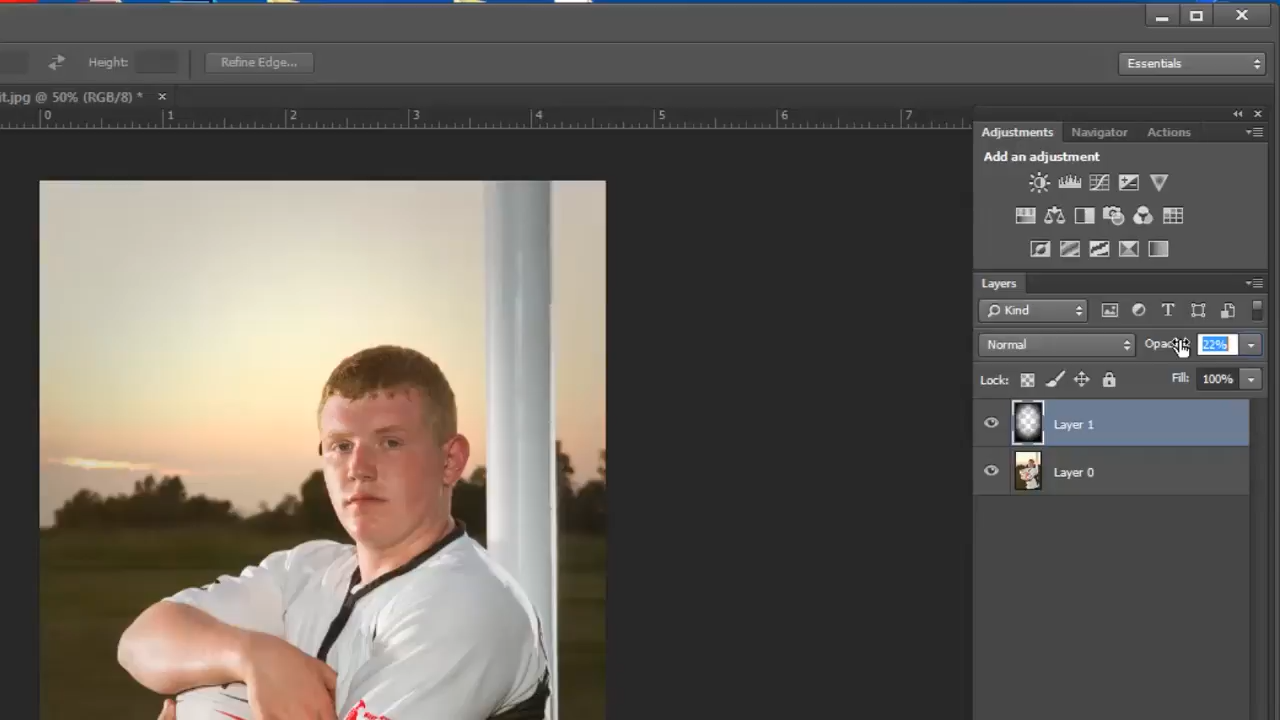 Height:
Refine Edge...
Essentials
it.jpg @ 50% (RGB/8) *
0 1 2 3 4 5 6 7
Adjustments Navigator Actions
Add an adjustment
Layers
Kind
Normal
22%
Lock:
Fill: 100%
Layer 1
Layer 0